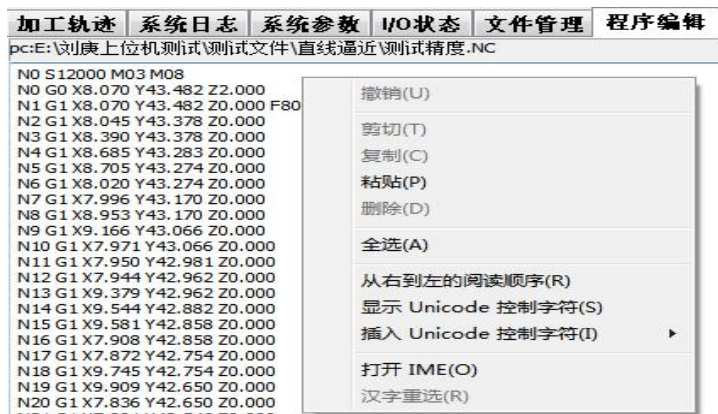 加工轨迹 系统日志 系统参数 I/O状态 文件管理 程序编辑
pc:E:\刘庚上位机测试\测试文件\直线逼近\测试精度.NC
N0 S12000 M03 M08
N0 G0 X8.070 Y43.482 Z2.000
N1 G1 X8.070 Y43.482 Z0.000 F80
N2 G1 X8.045 Y43.378 Z0.000
N3 G1 X8.390 Y43.378 Z0.000
N4 G1 X8.685 Y43.283 Z0.000
N5 G1 X8.705 Y43.274 Z0.000
N6 G1 X8.020 Y43.274 Z0.000
N7 G1 X7.996 Y43.170 Z0.000
N8 G1 X8.953 Y43.170 Z0.000
N9 G1 X9.166 Y43.066 Z0.000
N10 G1 X7.971 Y43.066 Z0.000
N11 G1 X7.950 Y42.981 Z0.000
N12 G1 X7.944 Y42.962 Z0.000
N13 G1 X9.379 Y42.962 Z0.000
N14 G1 X9.544 Y42.882 Z0.000
N15 G1 X9.581 Y42.858 Z0.000
N16 G1 X7.908 Y42.858 Z0.000
N17 G1 X7.872 Y42.754 Z0.000
N18 G1 X9.745 Y42.754 Z0.000
N19 G1 X9.909 Y42.650 Z0.000
N20 G1 X7.836 Y42.650 Z0.000
撤销(U)
剪切(T)
复制(C)
粘贴(P)
删除(D)
全选(A)
从右到左的阅读顺序(R)
显示 Unicode 控制字符(S)
插入 Unicode 控制字符(I)
打开 IME(O)
汉字重选(R)